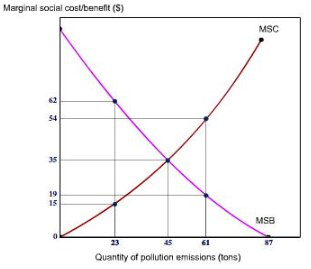 Marginal social cost/benefit ($)
MSC
62
54
35
19
15
0
MSB
23 45 61 87
Quantity of pollution emissions (tons)